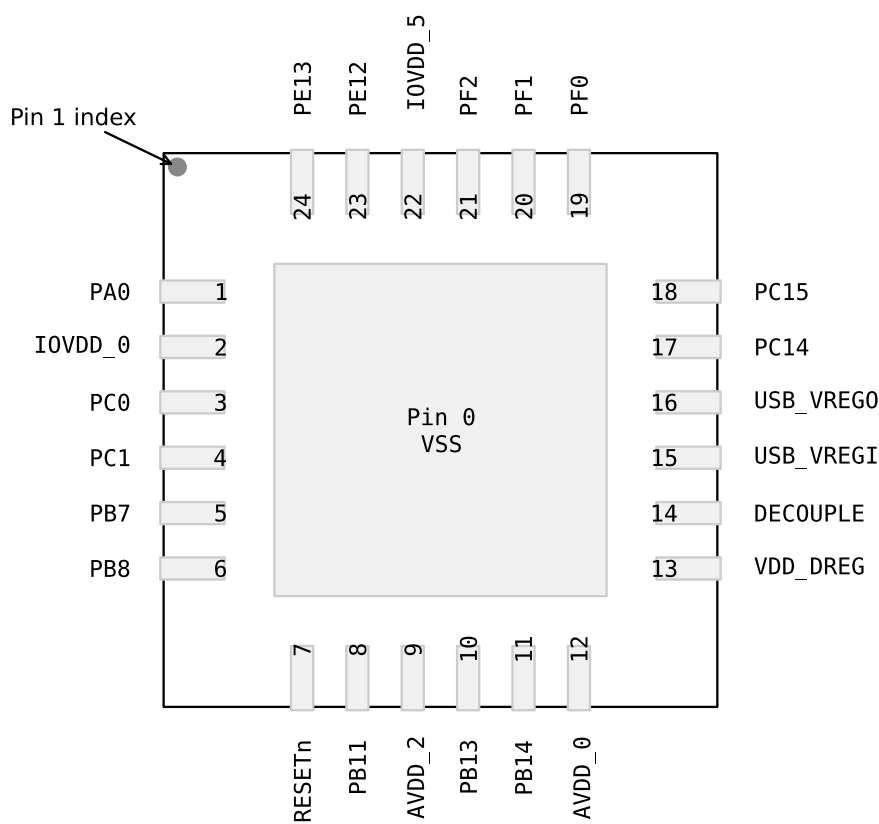 PE13
PE12
IOVDD_5
PF2
PF1
PF0
Pin 1 index
24
23
22
21
20
19
PA0 1
18 PC15
IOVDD_0 2
17 PC14
PC0 3
16 USB_VREGO
Pin 0
VSS
PC1 4
15 USB_VREGI
PB7 5
14 DECOUPLE
PB8 6
13 VDD_DREG
7
8
9
10
11
12
RESETn
PB11
AVDD_2
PB13
PB14
AVDD_0